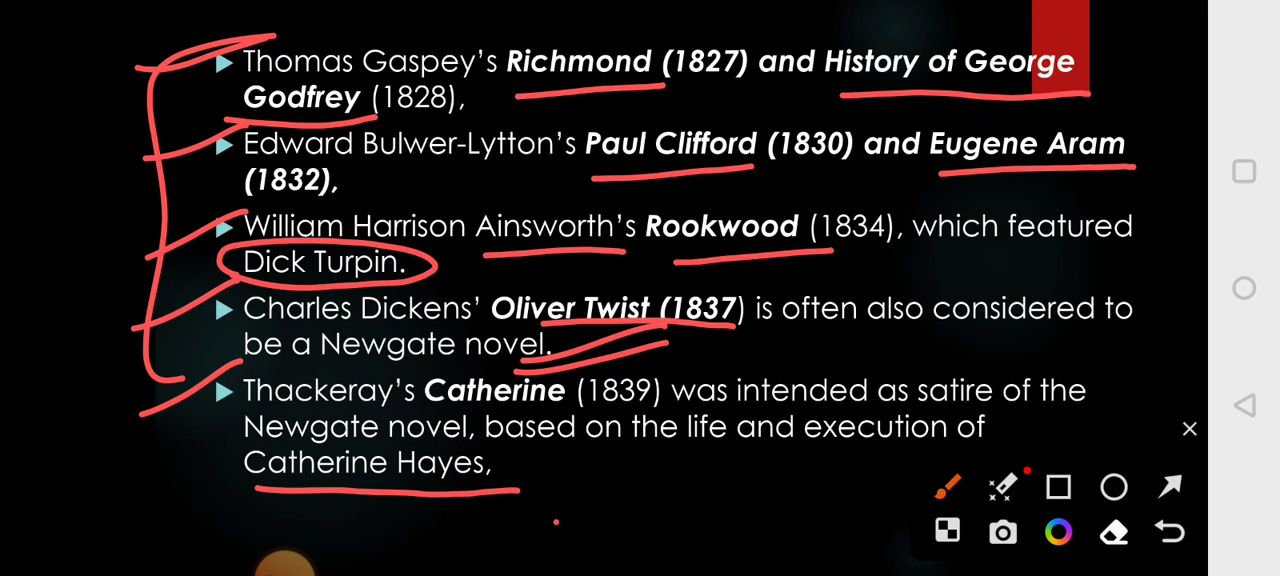 Thomas Gaspey’s Richmond (1827) and History of George
Godfrey (1828),
Edward Bulwer-Lytton’s Paul Clifford (1830) and Eugene Aram
(1832),
William Harrison Ainsworth’s Rookwood (1834), which featured
Dick Turpin.
Charles Dickens’ Oliver Twist (1837) is often also considered to
be a Newgate novel.
Thackeray’s Catherine (1839) was intended as satire of the
Newgate novel, based on the life and execution of
Catherine Hayes,